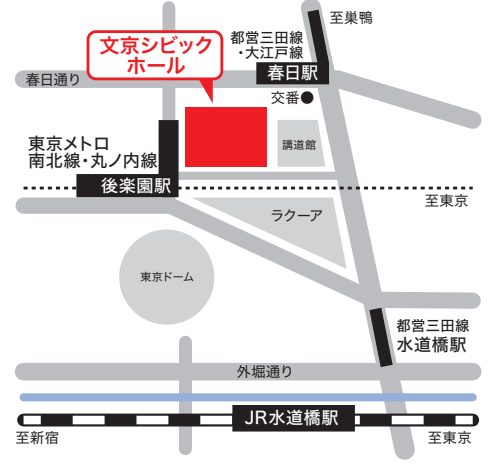 至巣鴨
文京シビック
ホール
都営三田線
・大江戸線
春日駅
春日通り
交番
東京メトロ
南北線・丸ノ内線
後楽園駅
講道館
至東京
ラクーア
東京ドーム
都営三田線
水道橋駅
外堀通り
JR水道橋駅
至新宿
至東京